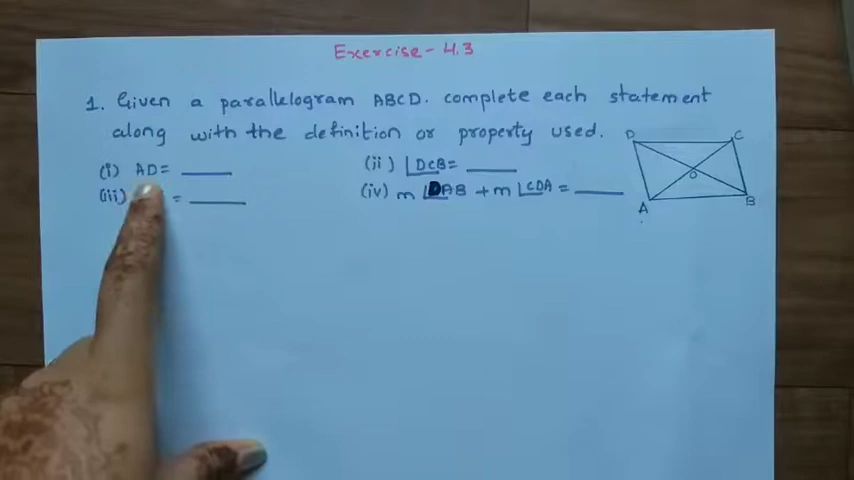 Exercise - 4.3
1. Given a parallelogram ABCD. complete each statement
along with the definition or property used.
(i) AD = ____ (ii) ∠DCB = ____
(iii) = ____ (iv) m ∠DAB + m ∠CDA = ____
D C
O
A B